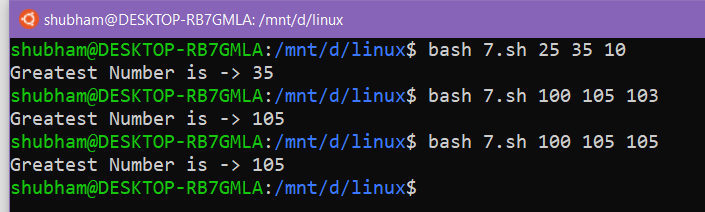 shubham@DESKTOP-RB7GMLA: /mnt/d/linux
shubham@DESKTOP-RB7GMLA:/mnt/d/linux$ bash 7.sh 25 35 10
Greatest Number is -> 35
shubham@DESKTOP-RB7GMLA:/mnt/d/linux$ bash 7.sh 100 105 103
Greatest Number is -> 105
shubham@DESKTOP-RB7GMLA:/mnt/d/linux$ bash 7.sh 100 105 105
Greatest Number is -> 105
shubham@DESKTOP-RB7GMLA:/mnt/d/linux$